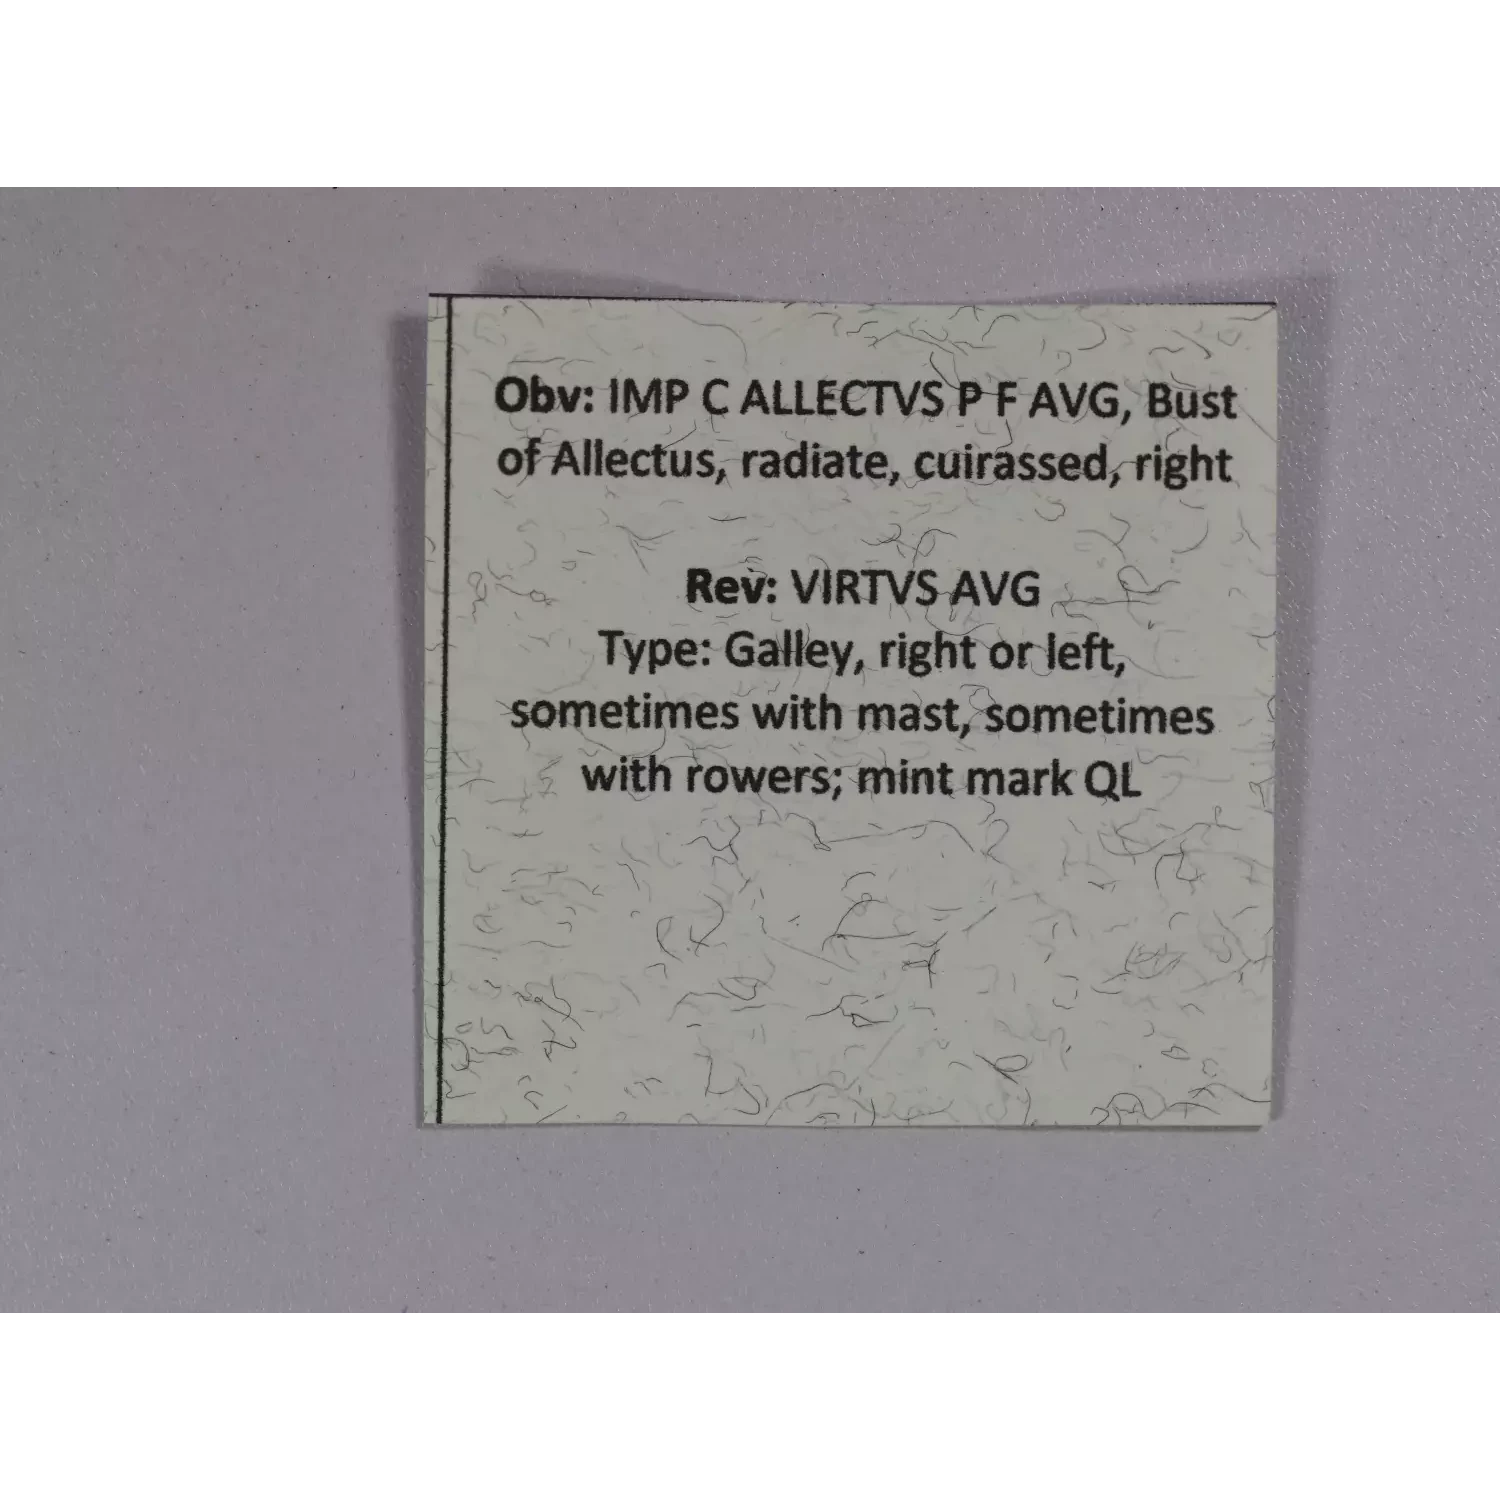 Obv: IMP C ALLECTVS P F AVG, Bust
of Allectus, radiate, cuirassed, right
Rev: VIRTVS AVG
Type: Galley, right or left,
sometimes with mast, sometimes
with rowers; mint mark QL